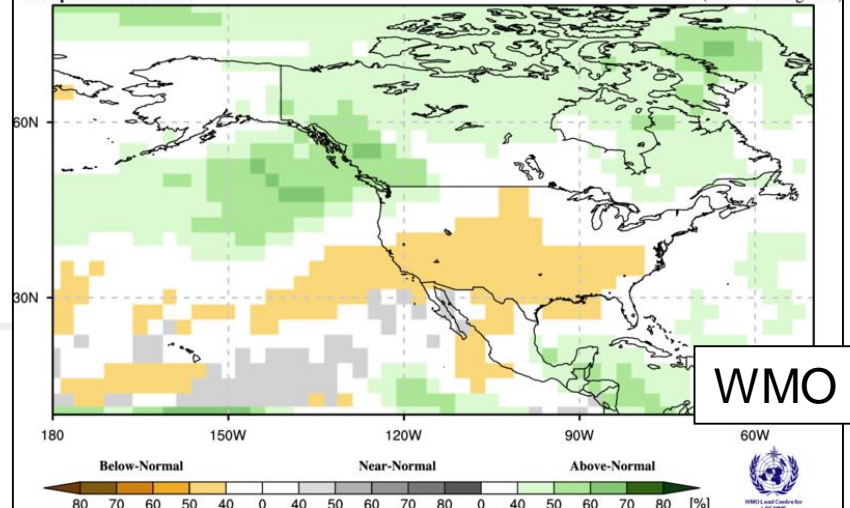 60N
30N
WMO
180 150W 120W 90W 60W
Below-Normal Near-Normal Above-Normal
80 70 60 50 40 0 40 50 60 70 80 0 40 50 60 70 80 [%]
WMO Lead Centre for